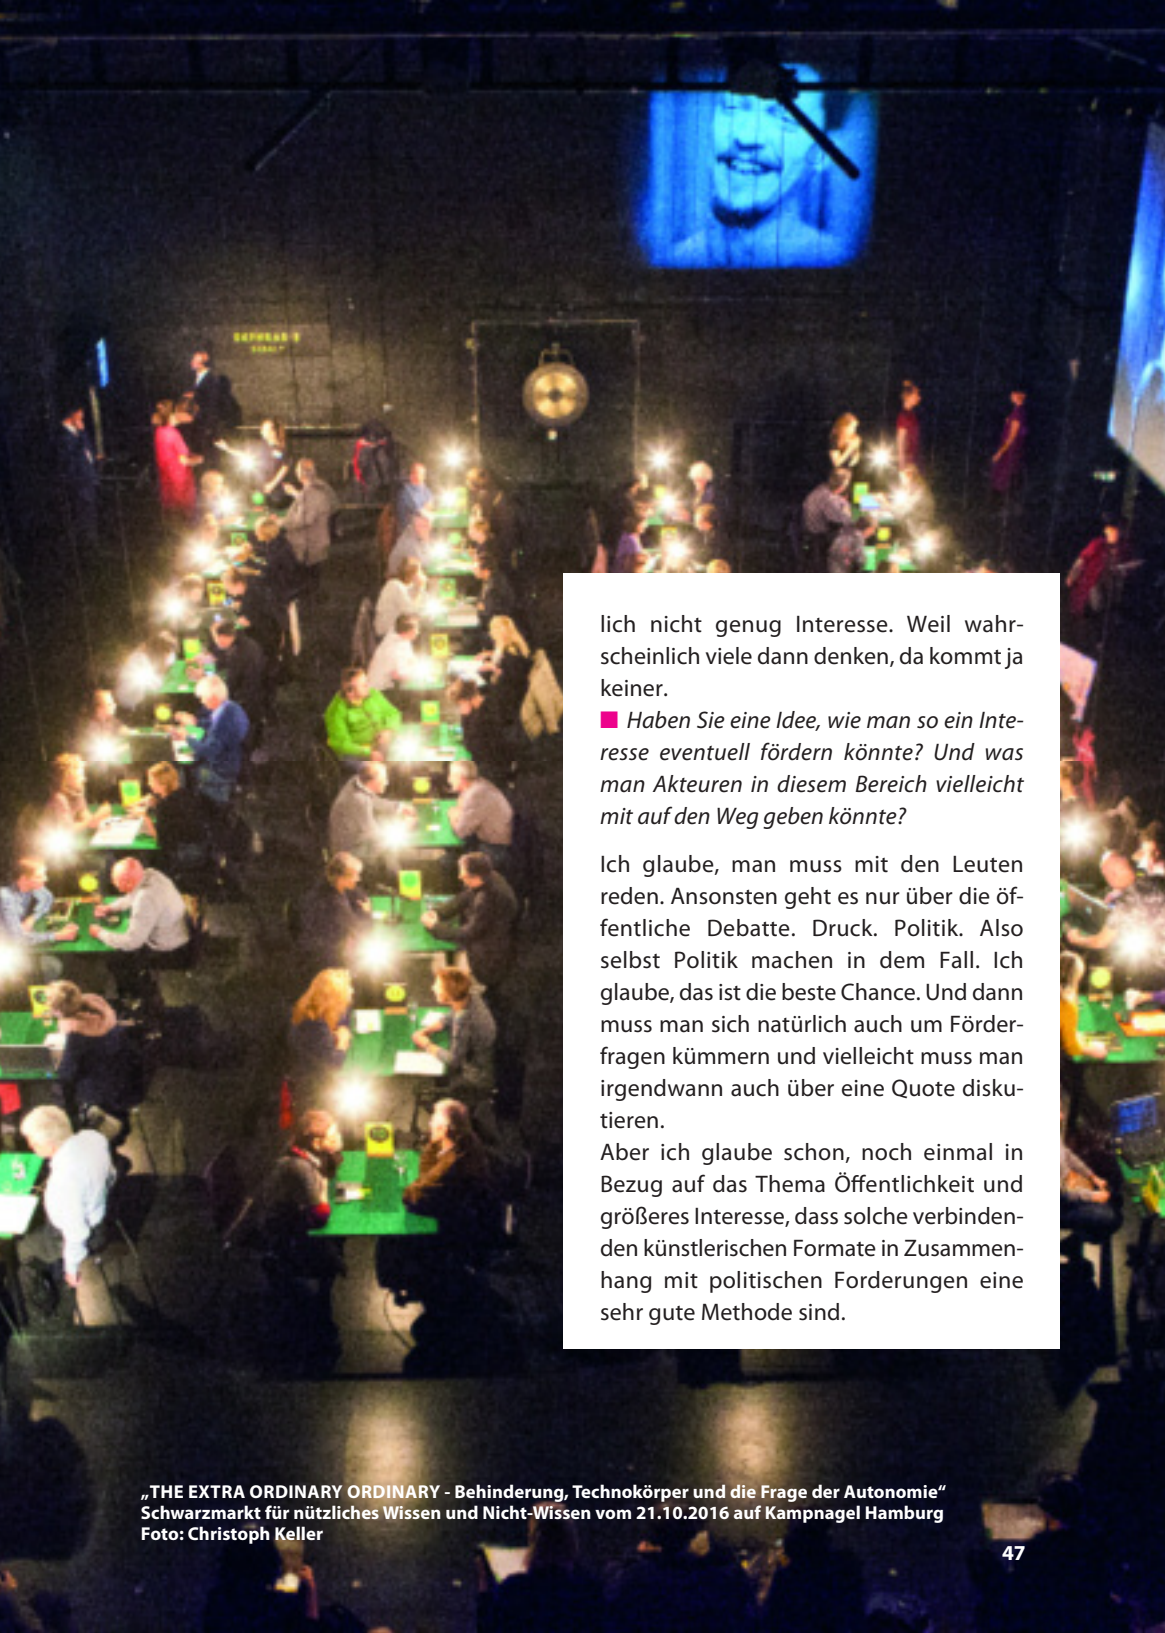 lich nicht genug Interesse. Weil wahr-
scheinlich viele dann denken, da kommt ja
keiner.
■ Haben Sie eine Idee, wie man so ein Inte-
resse eventuell fördern könnte? Und was
man Akteuren in diesem Bereich vielleicht
mit auf den Weg geben könnte?
Ich glaube, man muss mit den Leuten
reden. Ansonsten geht es nur über die öf-
fentliche Debatte. Druck. Politik. Also
selbst Politik machen in dem Fall. Ich
glaube, das ist die beste Chance. Und dann
muss man sich natürlich auch um Förder-
fragen kümmern und vielleicht muss man
irgendwann auch über eine Quote disku-
tieren.
Aber ich glaube schon, noch einmal in
Bezug auf das Thema Öffentlichkeit und
größeres Interesse, dass solche verbinden-
den künstlerischen Formate in Zusammen-
hang mit politischen Forderungen eine
sehr gute Methode sind.
„THE EXTRA ORDINARY ORDINARY - Behinderung, Technokörper und die Frage der Autonomie“
Schwarzmarkt für nützliches Wissen und Nicht-Wissen vom 21.10.2016 auf Kampnagel Hamburg
Foto: Christoph Keller
47